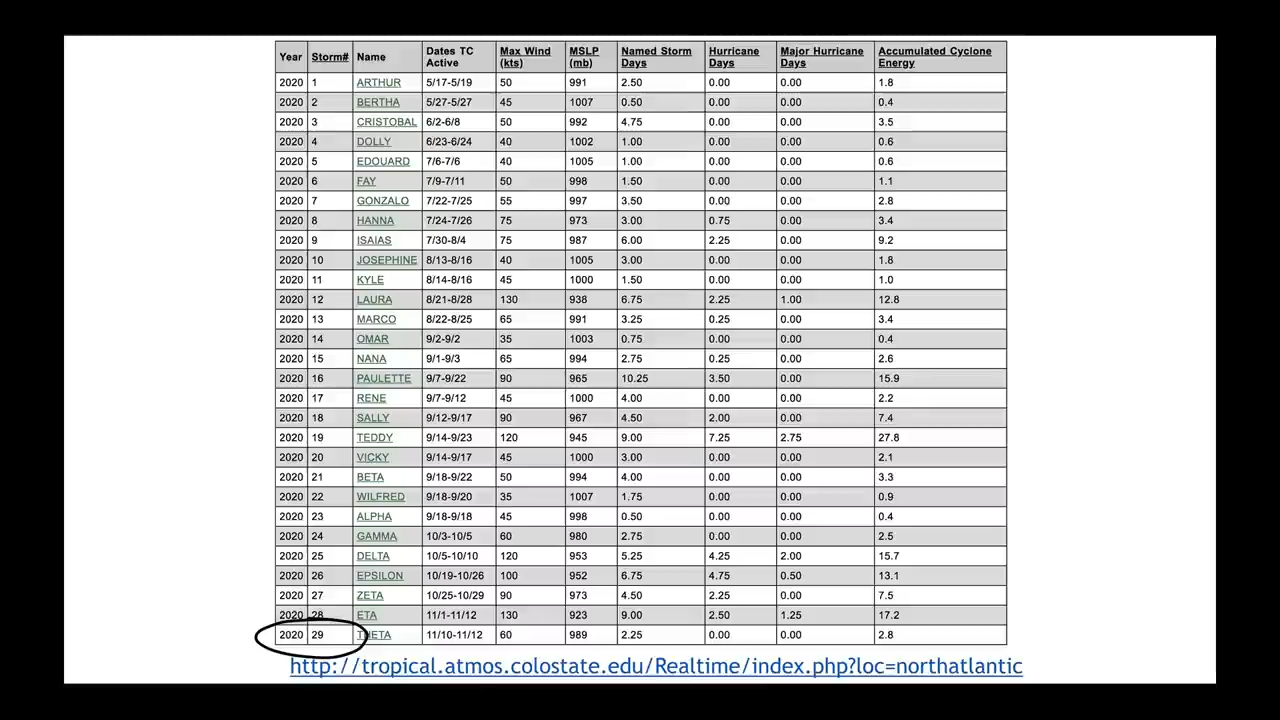 Year Storm# Name Dates TC Active Max Wind (kts) MSLP (mb) Named Storm Days Hurricane Days Major Hurricane Days Accumulated Cyclone Energy
2020 1 ARTHUR 5/17-5/19 50 991 2.50 0.00 0.00 1.8
2020 2 BERTHA 5/27-5/27 45 1007 0.50 0.00 0.00 0.4
2020 3 CRISTOBAL 6/2-6/8 50 992 4.75 0.00 0.00 3.5
2020 4 DOLLY 6/23-6/24 40 1002 1.00 0.00 0.00 0.6
2020 5 EDOUARD 7/6-7/6 40 1005 1.00 0.00 0.00 0.6
2020 6 FAY 7/9-7/11 50 998 1.50 0.00 0.00 1.1
2020 7 GONZALO 7/22-7/25 55 997 3.50 0.00 0.00 2.8
2020 8 HANNA 7/24-7/26 75 973 3.00 0.75 0.00 3.4
2020 9 ISAIAS 7/30-8/4 75 987 6.00 2.25 0.00 9.2
2020 10 JOSEPHINE 8/13-8/16 40 1005 3.00 0.00 0.00 1.8
2020 11 KYLE 8/14-8/16 45 1000 1.50 0.00 0.00 1.0
2020 12 LAURA 8/21-8/28 130 938 6.75 2.25 1.00 12.8
2020 13 MARCO 8/22-8/25 65 991 3.25 0.25 0.00 3.4
2020 14 OMAR 9/2-9/2 35 1003 0.75 0.00 0.00 0.4
2020 15 NANA 9/1-9/3 65 994 2.75 0.25 0.00 2.6
2020 16 PAULETTE 9/7-9/22 90 965 10.25 3.50 0.00 15.9
2020 17 RENE 9/7-9/12 45 1000 4.00 0.00 0.00 2.2
2020 18 SALLY 9/12-9/17 90 967 4.50 2.00 0.00 7.4
2020 19 TEDDY 9/14-9/23 120 945 9.00 7.25 2.75 27.8
2020 20 VICKY 9/14-9/17 45 1000 3.00 0.00 0.00 2.1
2020 21 BETA 9/18-9/22 50 994 4.00 0.00 0.00 3.3
2020 22 WILFRED 9/18-9/20 35 1007 1.75 0.00 0.00 0.9
2020 23 ALPHA 9/18-9/18 45 998 0.50 0.00 0.00 0.4
2020 24 GAMMA 10/3-10/5 60 980 2.75 0.00 0.00 2.5
2020 25 DELTA 10/5-10/10 120 953 5.25 4.25 2.00 15.7
2020 26 EPSILON 10/19-10/26 100 952 6.75 4.75 0.50 13.1
2020 27 ZETA 10/25-10/29 90 973 4.50 2.25 0.00 7.5
2020 28 ETA 11/1-11/12 130 923 9.00 2.50 1.25 17.2
2020 29 THETA 11/10-11/12 60 989 2.25 0.00 0.00 2.8
http://tropical.atmos.colostate.edu/Realtime/index.php?loc=northatlantic